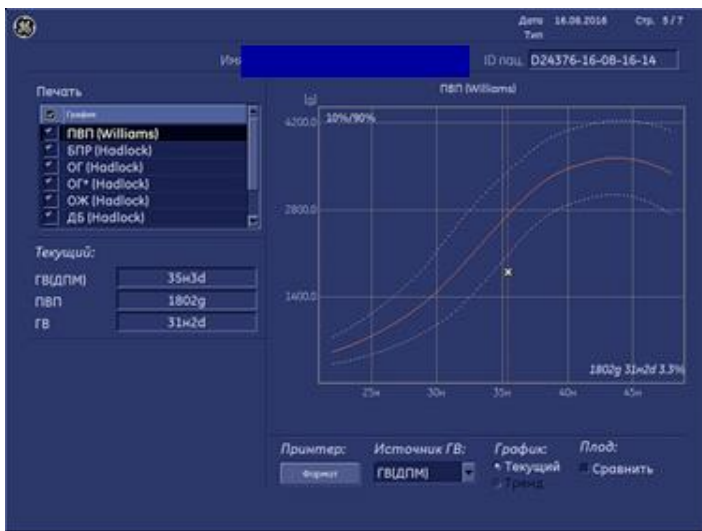 Дата 16.08.2016 Стр. 5/7
Тип
ID пац. D24376-16-08-16-14
Печать
График
ПВП (Williams)
БПР (Hadlock)
ОГ (Hadlock)
ОГ* (Hadlock)
ОЖ (Hadlock)
ДБ (Hadlock)
Текущий:
ГВ(ДПМ) 35н3d
ПВП 1802g
ГВ 31н2d
ПВП (Williams)
[g]
10%/90%
4200.0
2800.0
1400.0
1802g 31н2d 3.3%
25н 30н 35н 40н 45н
Принтер: Источник ГВ: График: Плод:
Формат ГВ(ДПМ) Текущий Сравнить
Тренд